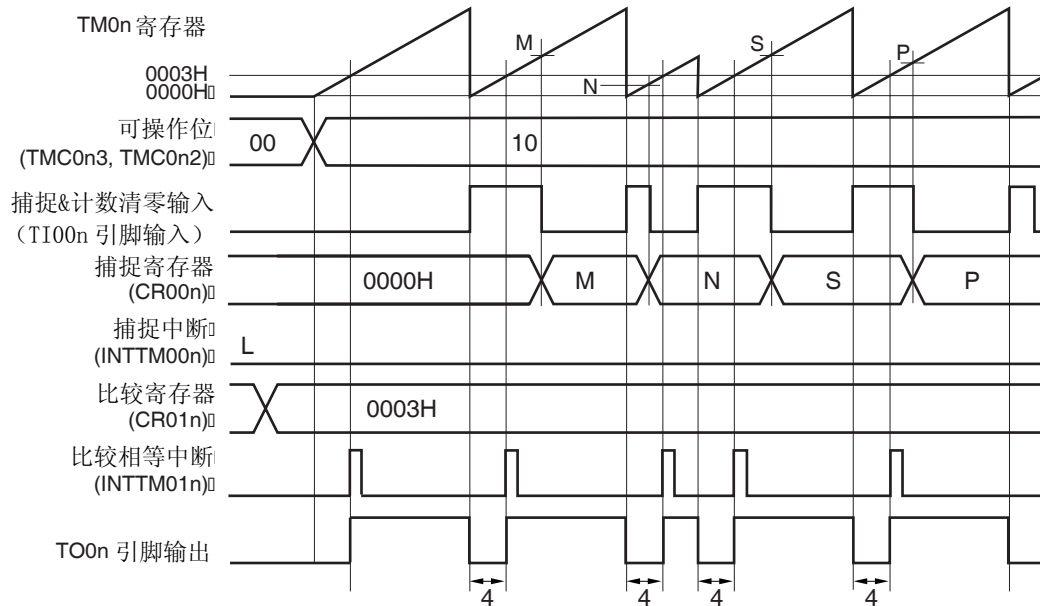 TM0n 寄存器
M
S
P
0003H
N
0000H
可操作位
(TMC0n3, TMC0n2)
00
10
捕捉&计数清零输入
（TI00n 引脚输入）
捕捉寄存器
(CR00n)
0000H
M
N
S
P
捕捉中断
(INTTM00n)
L
比较寄存器
(CR01n)
0003H
比较相等中断
(INTTM01n)
TO0n 引脚输出
4
4
4
4